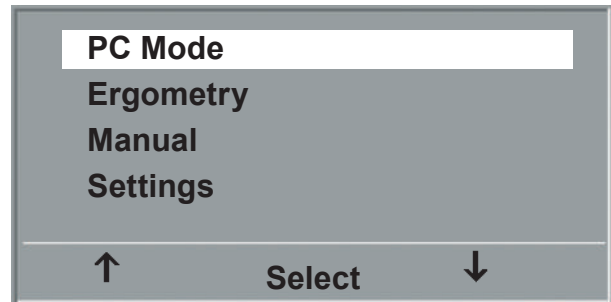 PC Mode
Ergometry
Manual
Settings
↑ Select ↓